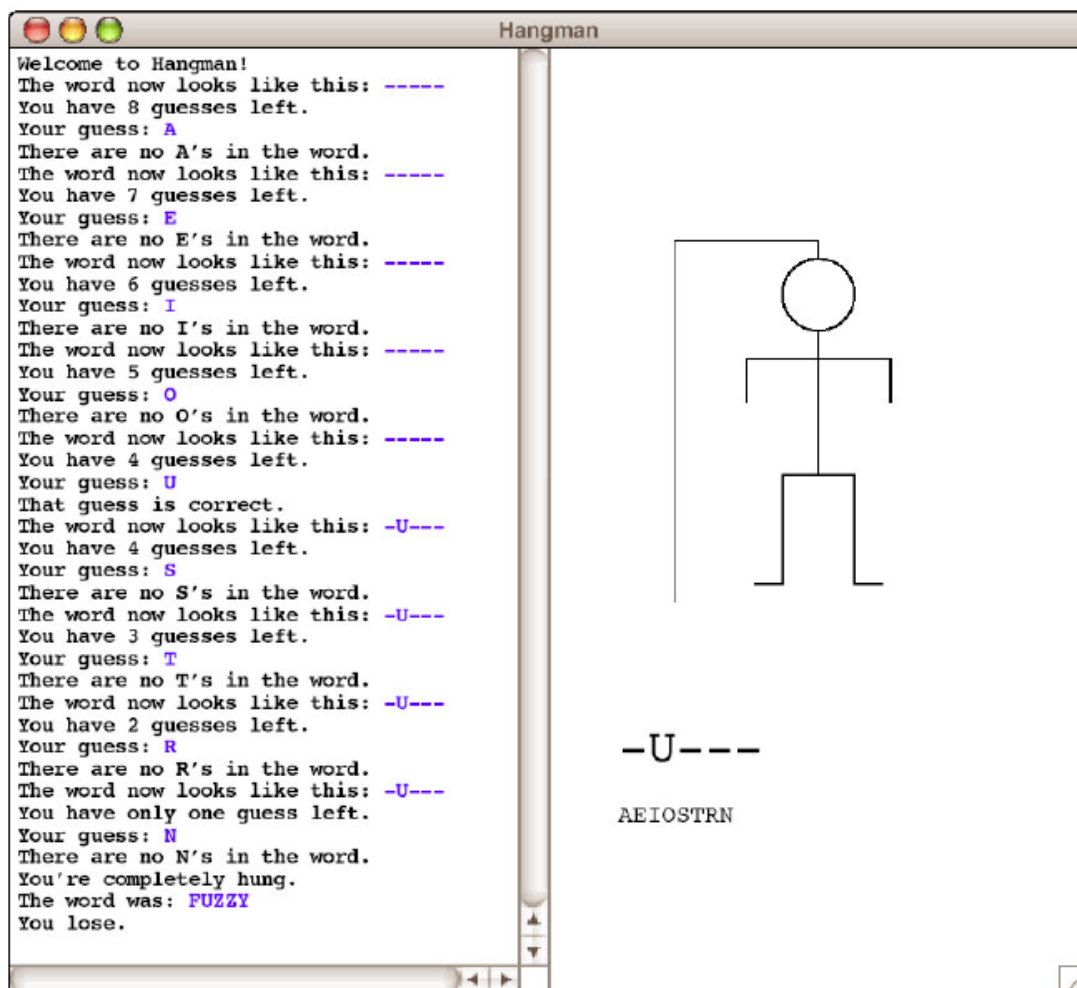 Hangman
Welcome to Hangman!
The word now looks like this: -----
You have 8 guesses left.
Your guess: A
There are no A's in the word.
The word now looks like this: -----
You have 7 guesses left.
Your guess: E
There are no E's in the word.
The word now looks like this: -----
You have 6 guesses left.
Your guess: I
There are no I's in the word.
The word now looks like this: -----
You have 5 guesses left.
Your guess: O
There are no O's in the word.
The word now looks like this: -----
You have 4 guesses left.
Your guess: U
That guess is correct.
The word now looks like this: -U---
You have 4 guesses left.
Your guess: S
There are no S's in the word.
The word now looks like this: -U---
You have 3 guesses left.
Your guess: T
There are no T's in the word.
The word now looks like this: -U---
You have 2 guesses left.
Your guess: R
There are no R's in the word.
The word now looks like this: -U---
You have only one guess left.
Your guess: N
There are no N's in the word.
You're completely hung.
The word was: FUZZY
You lose.
-U---
AEIOSTRN